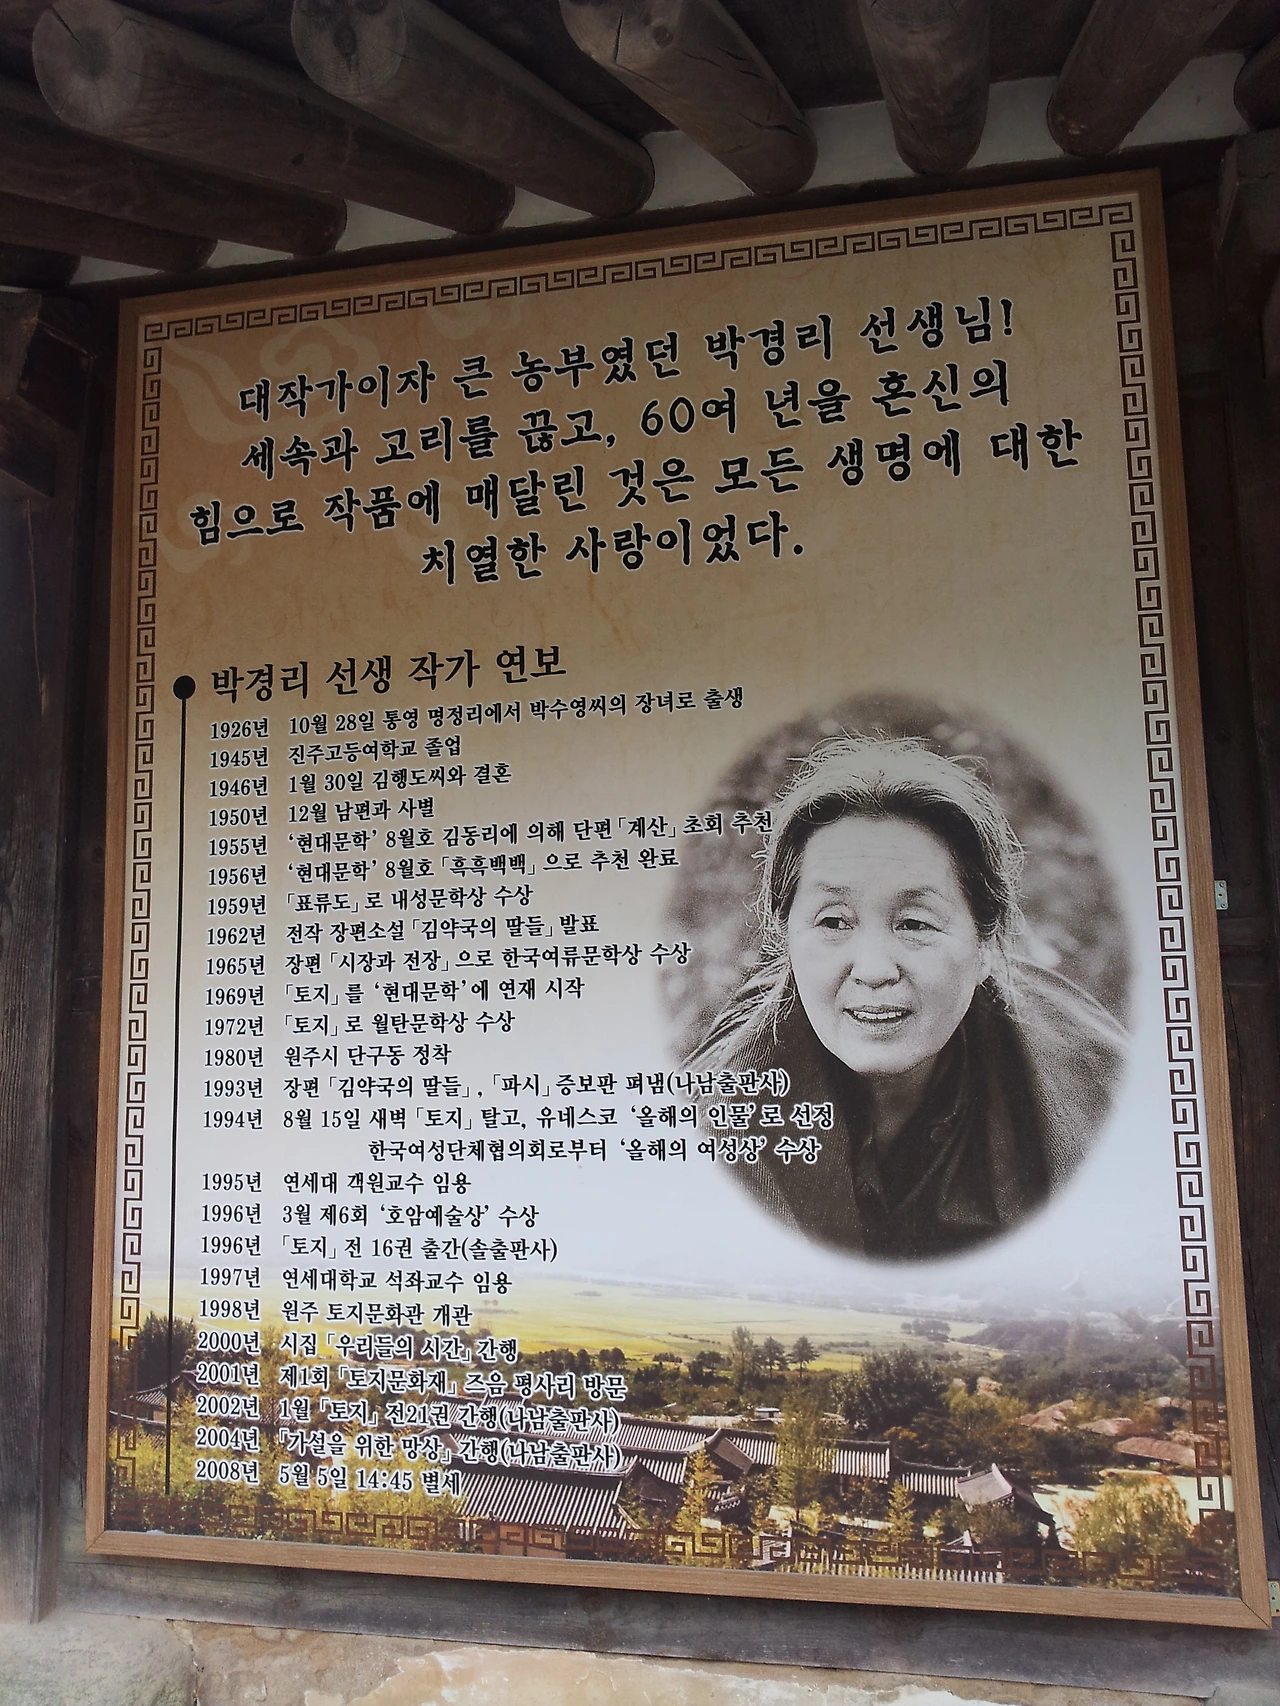 대작가이자 큰 농부였던 박경리 선생님!
세속과 고리를 끊고, 60여 년을 혼신의
힘으로 작품에 매달린 것은 모든 생명에 대한
치열한 사랑이었다.
박경리 선생 작가 연보
1926년 10월 28일 통영 명정리에서 박수영씨의 장녀로 출생
1945년 진주고등여학교 졸업
1946년 1월 30일 김행도씨와 결혼
1950년 12월 남편과 사별
1955년 ‘현대문학’ 8월호 김동리에 의해 단편「계산」초회 추천
1956년 ‘현대문학’ 8월호「흑흑백백」으로 추천 완료
1959년 「표류도」로 내성문학상 수상
1962년 전작 장편소설「김약국의 딸들」발표
1965년 장편「시장과 전장」으로 한국여류문학상 수상
1969년 「토지」를 ‘현대문학’에 연재 시작
1972년 「토지」로 월탄문학상 수상
1980년 원주시 단구동 정착
1993년 장편「김약국의 딸들」,「파시」증보판 펴냄(나남출판사)
1994년 8월 15일 새벽「토지」탈고, 유네스코 ‘올해의 인물’로 선정
한국여성단체협의회로부터 ‘올해의 여성상’ 수상
1995년 연세대 객원교수 임용
1996년 3월 제6회 ‘호암예술상’ 수상
1996년 「토지」전 16권 출간(솔출판사)
1997년 연세대학교 석좌교수 임용
1998년 원주 토지문화관 개관
2000년 시집「우리들의 시간」간행
2001년 제1회「토지문화재」즈음 평사리 방문
2002년 1월「토지」전21권 간행(나남출판사)
2004년 「가설을 위한 망상」간행(나남출판사)
2008년 5월 5일 14:45 별세